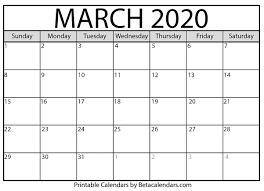 MARCH 2020
Sunday Monday Tuesday Wednesday Thursday Friday Saturday
1 2 3 4 5 6 7
8 9 10 11 12 13 14
15 16 17 18 19 20 21
22 23 24 25 26 27 28
29 30 31 1 2 3 4
Printable Calendars by Betacalendars.com